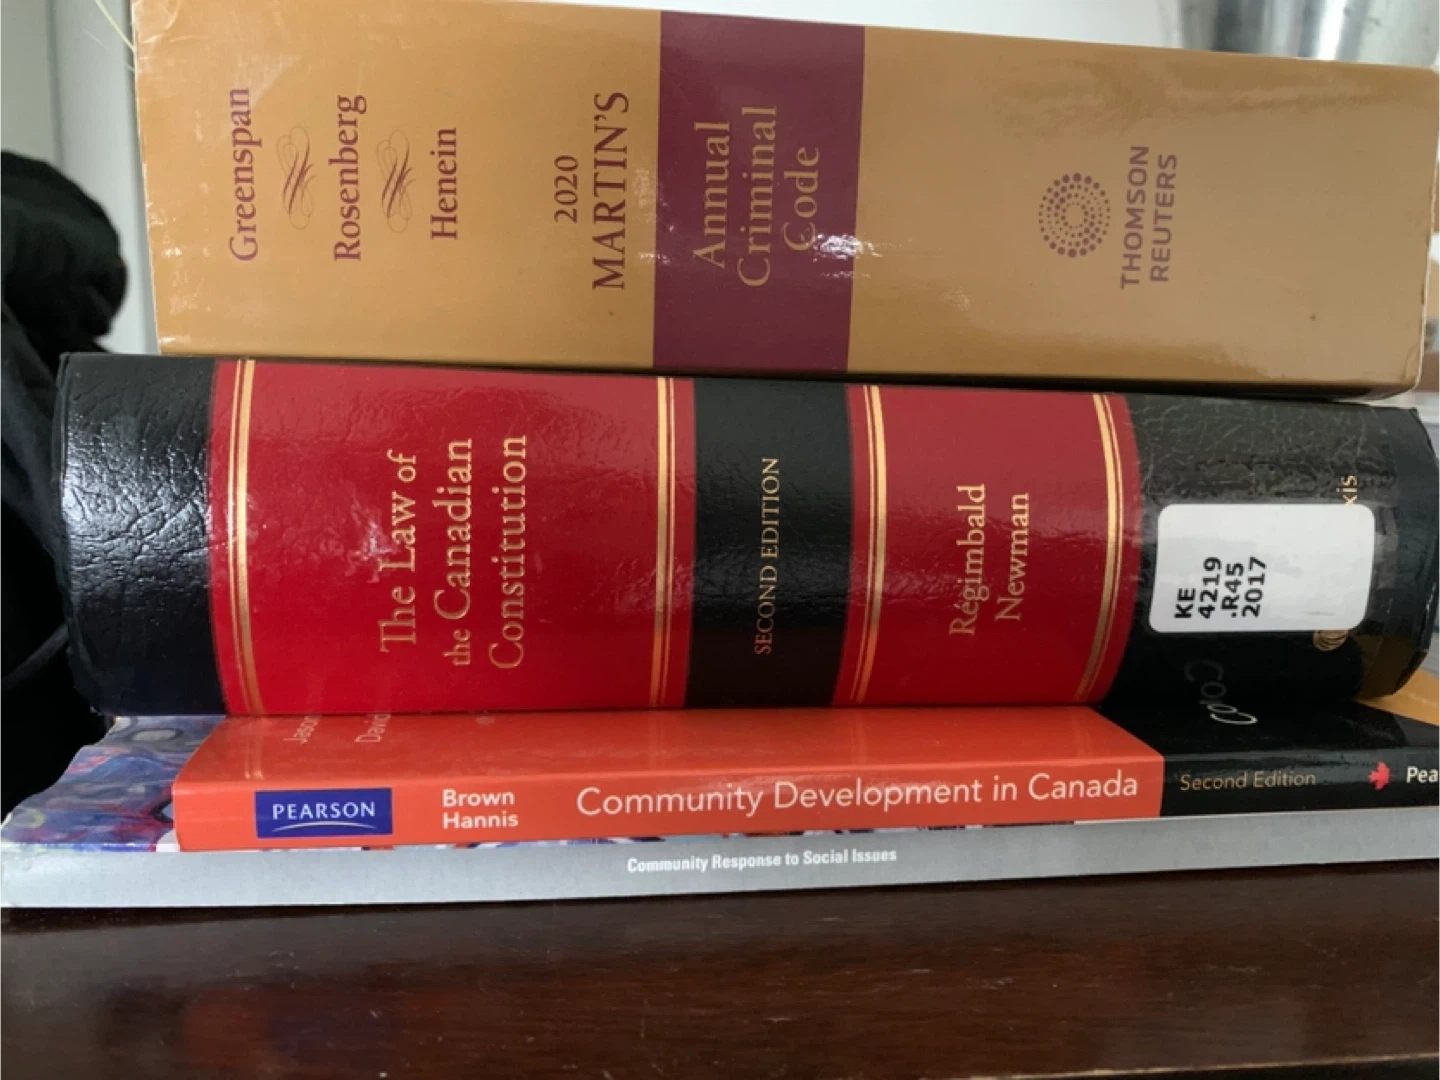 Greenspan
Rosenberg
Henein
2020
MARTIN'S
Annual
Criminal
Code
THOMSON
REUTERS
The Law of
the Canadian
Constitution
SECOND EDITION
Régimbald
Newman
KE
4219
.R45
2017
PEARSON
Brown
Hannis
Community Development in Canada
Second Edition
Community Response to Social Issues